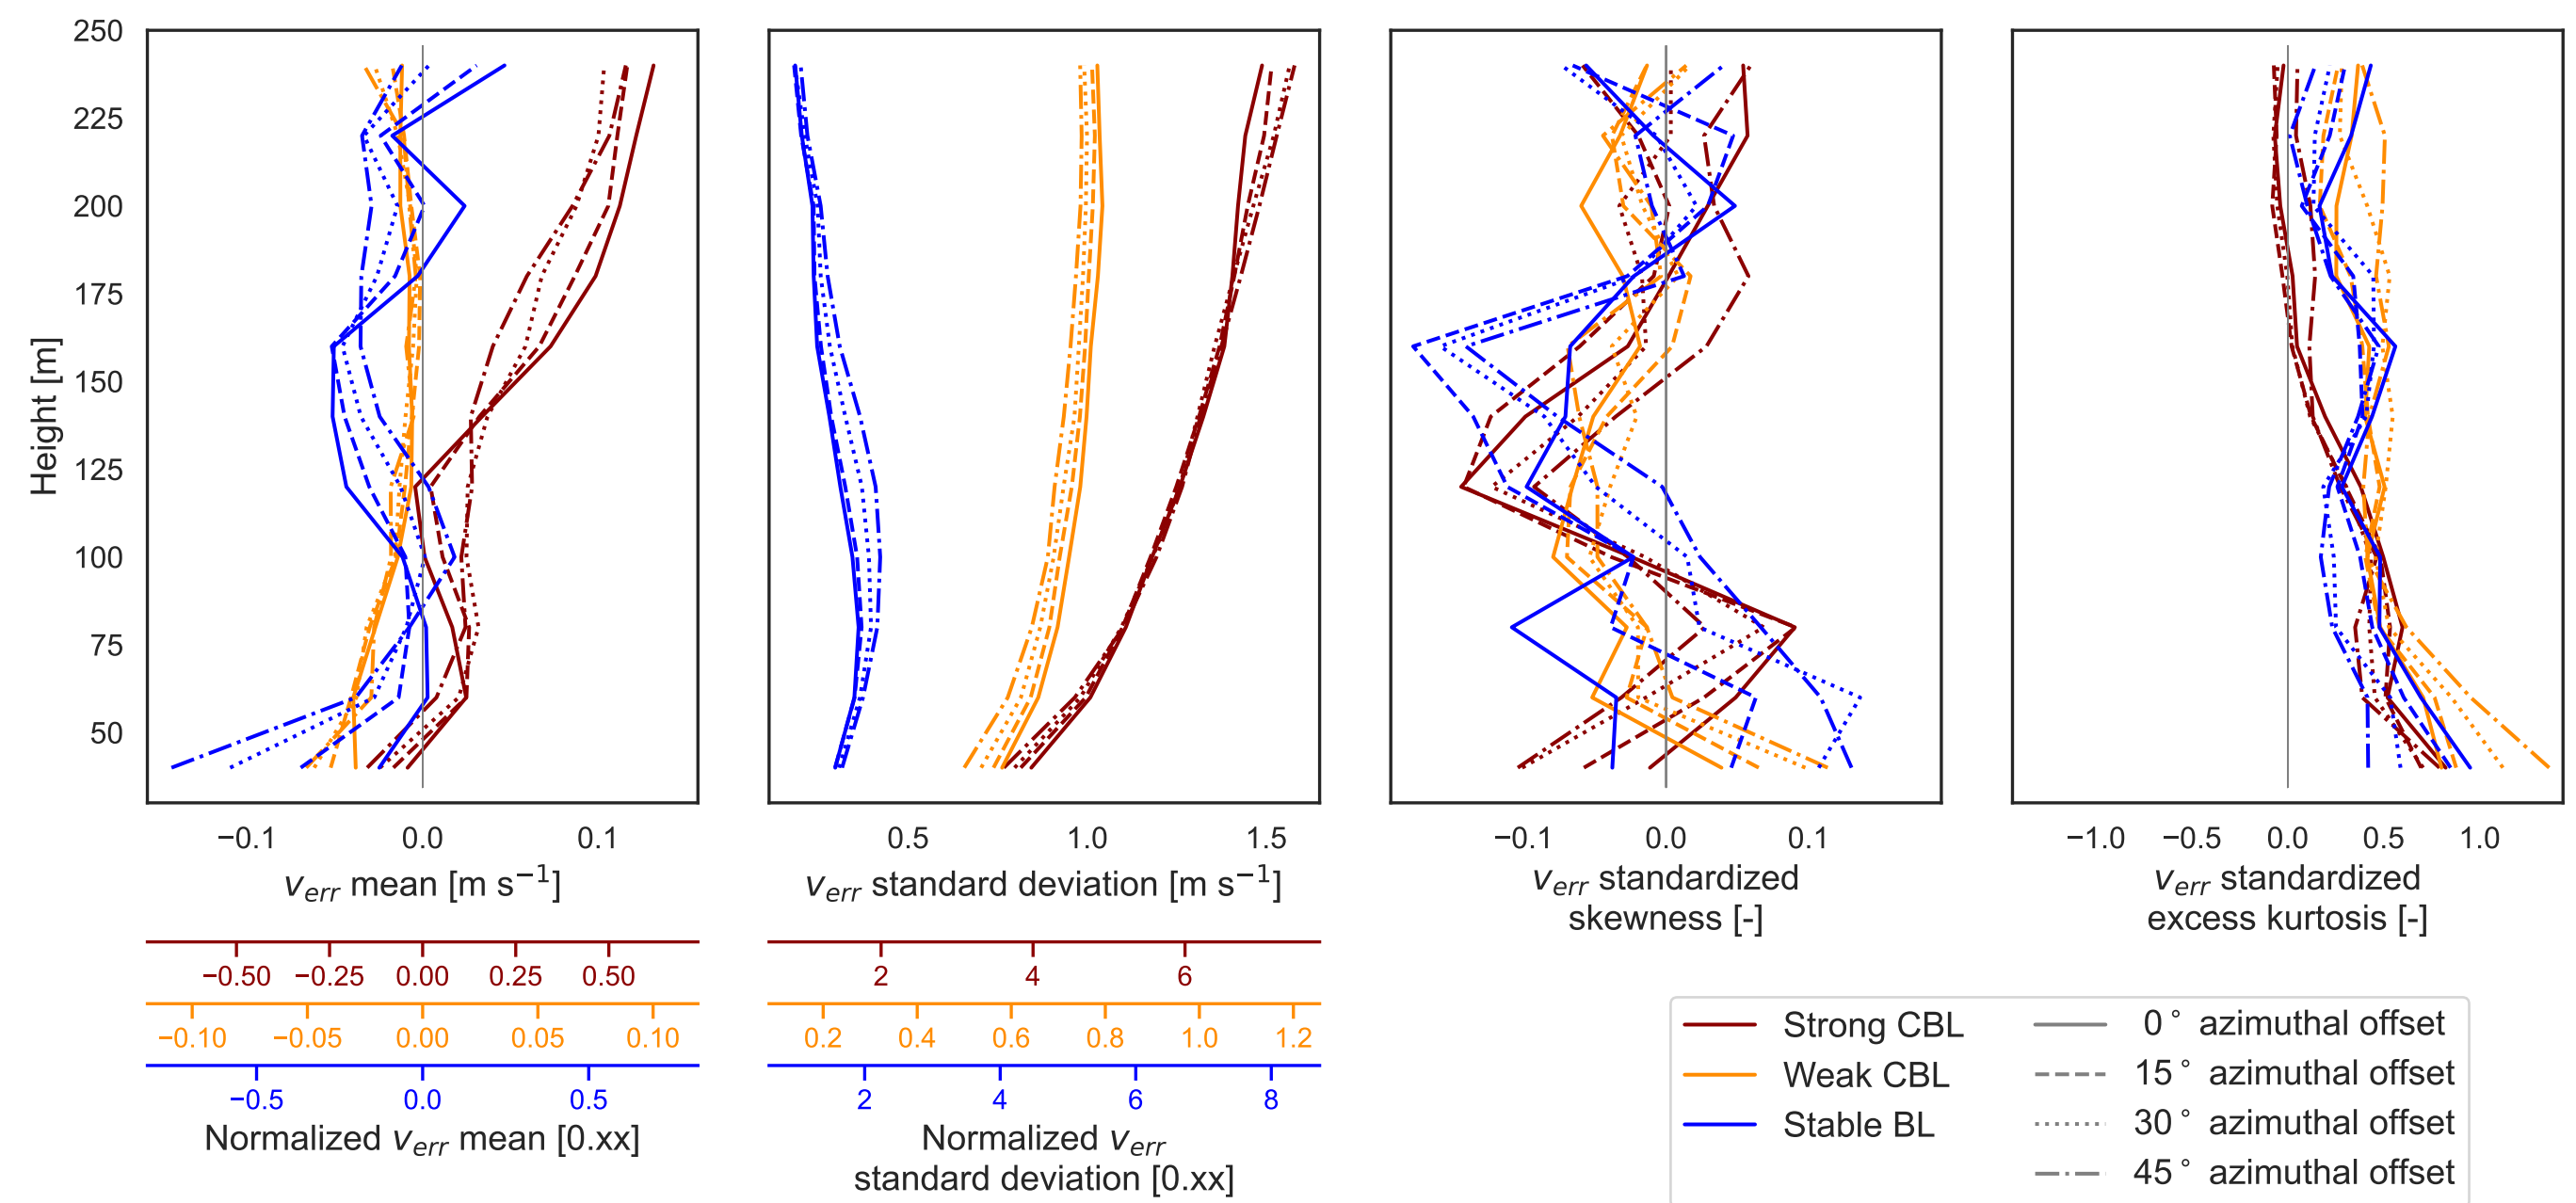 250
225
200
175
150
125
100
75
50
Height [m]
−0.1 0.0 0.1
v_err mean [m s⁻¹]
0.5 1.0 1.5
v_err standard deviation [m s⁻¹]
−0.1 0.0 0.1
v_err standardized
skewness [-]
−1.0 −0.5 0.0 0.5 1.0
v_err standardized
excess kurtosis [-]
−0.50 −0.25 0.00 0.25 0.50
−0.10 −0.05 0.00 0.05 0.10
−0.5 0.0 0.5
Normalized v_err mean [0.xx]
2 4 6
0.2 0.4 0.6 0.8 1.0 1.2
2 4 6 8
Normalized v_err
standard deviation [0.xx]
Strong CBL
Weak CBL
Stable BL
0° azimuthal offset
15° azimuthal offset
30° azimuthal offset
45° azimuthal offset